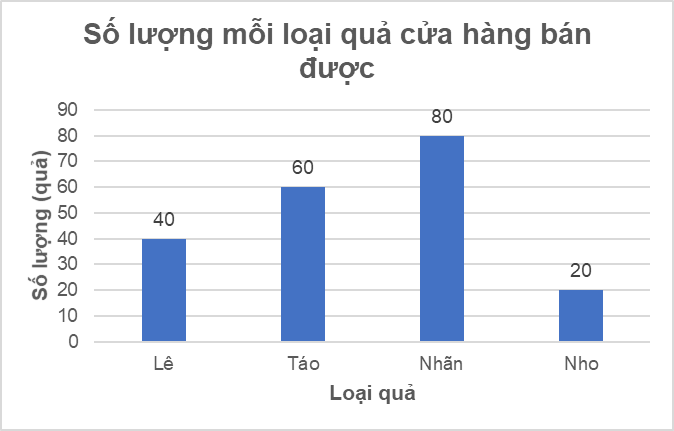 Số lượng mỗi loại quả cửa hàng bán
được
Số lượng (quả)
90
80
70
60
50
40
30
20
10
0
40
60
80
20
Lê
Táo
Nhãn
Nho
Loại quả